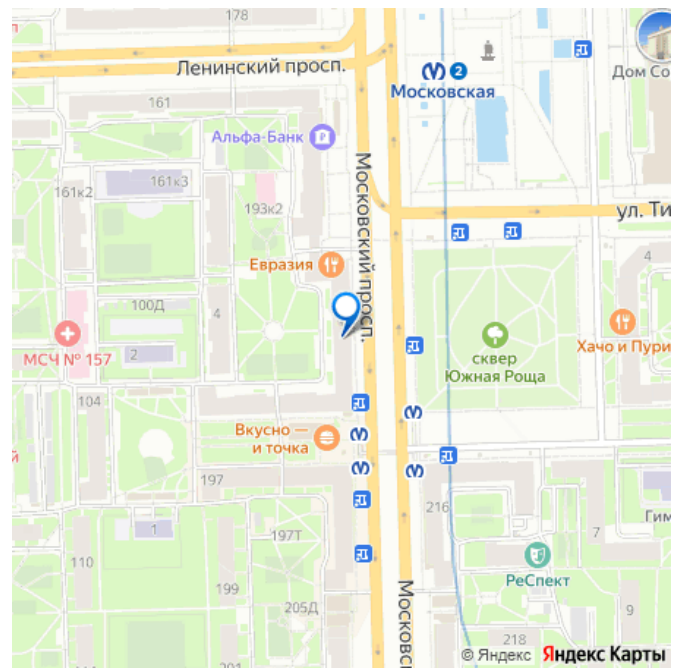 178
Ленинский просп.
2
Московская
Дом Со
161
Альфа-Банк
161к2
161к3
193к2
Московский просп.
ул. Ти
Евразия
4
100Д
4
МСЧ № 157
2
сквер
Южная Роща
Хачо и Пури
104
Вкусно —
и точка
й
197
216
1
197Т
7
Гим
110
РеСпект
199
205Д
Московс
9
218
201
© Яндекс Яндекс Карты